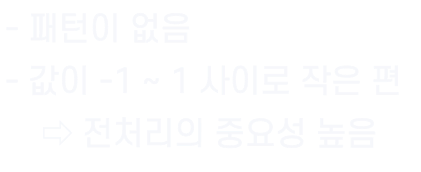 - 패턴이 없음
- 값이 -1 ~ 1 사이로 작은 편
⇨ 전처리의 중요성 높음